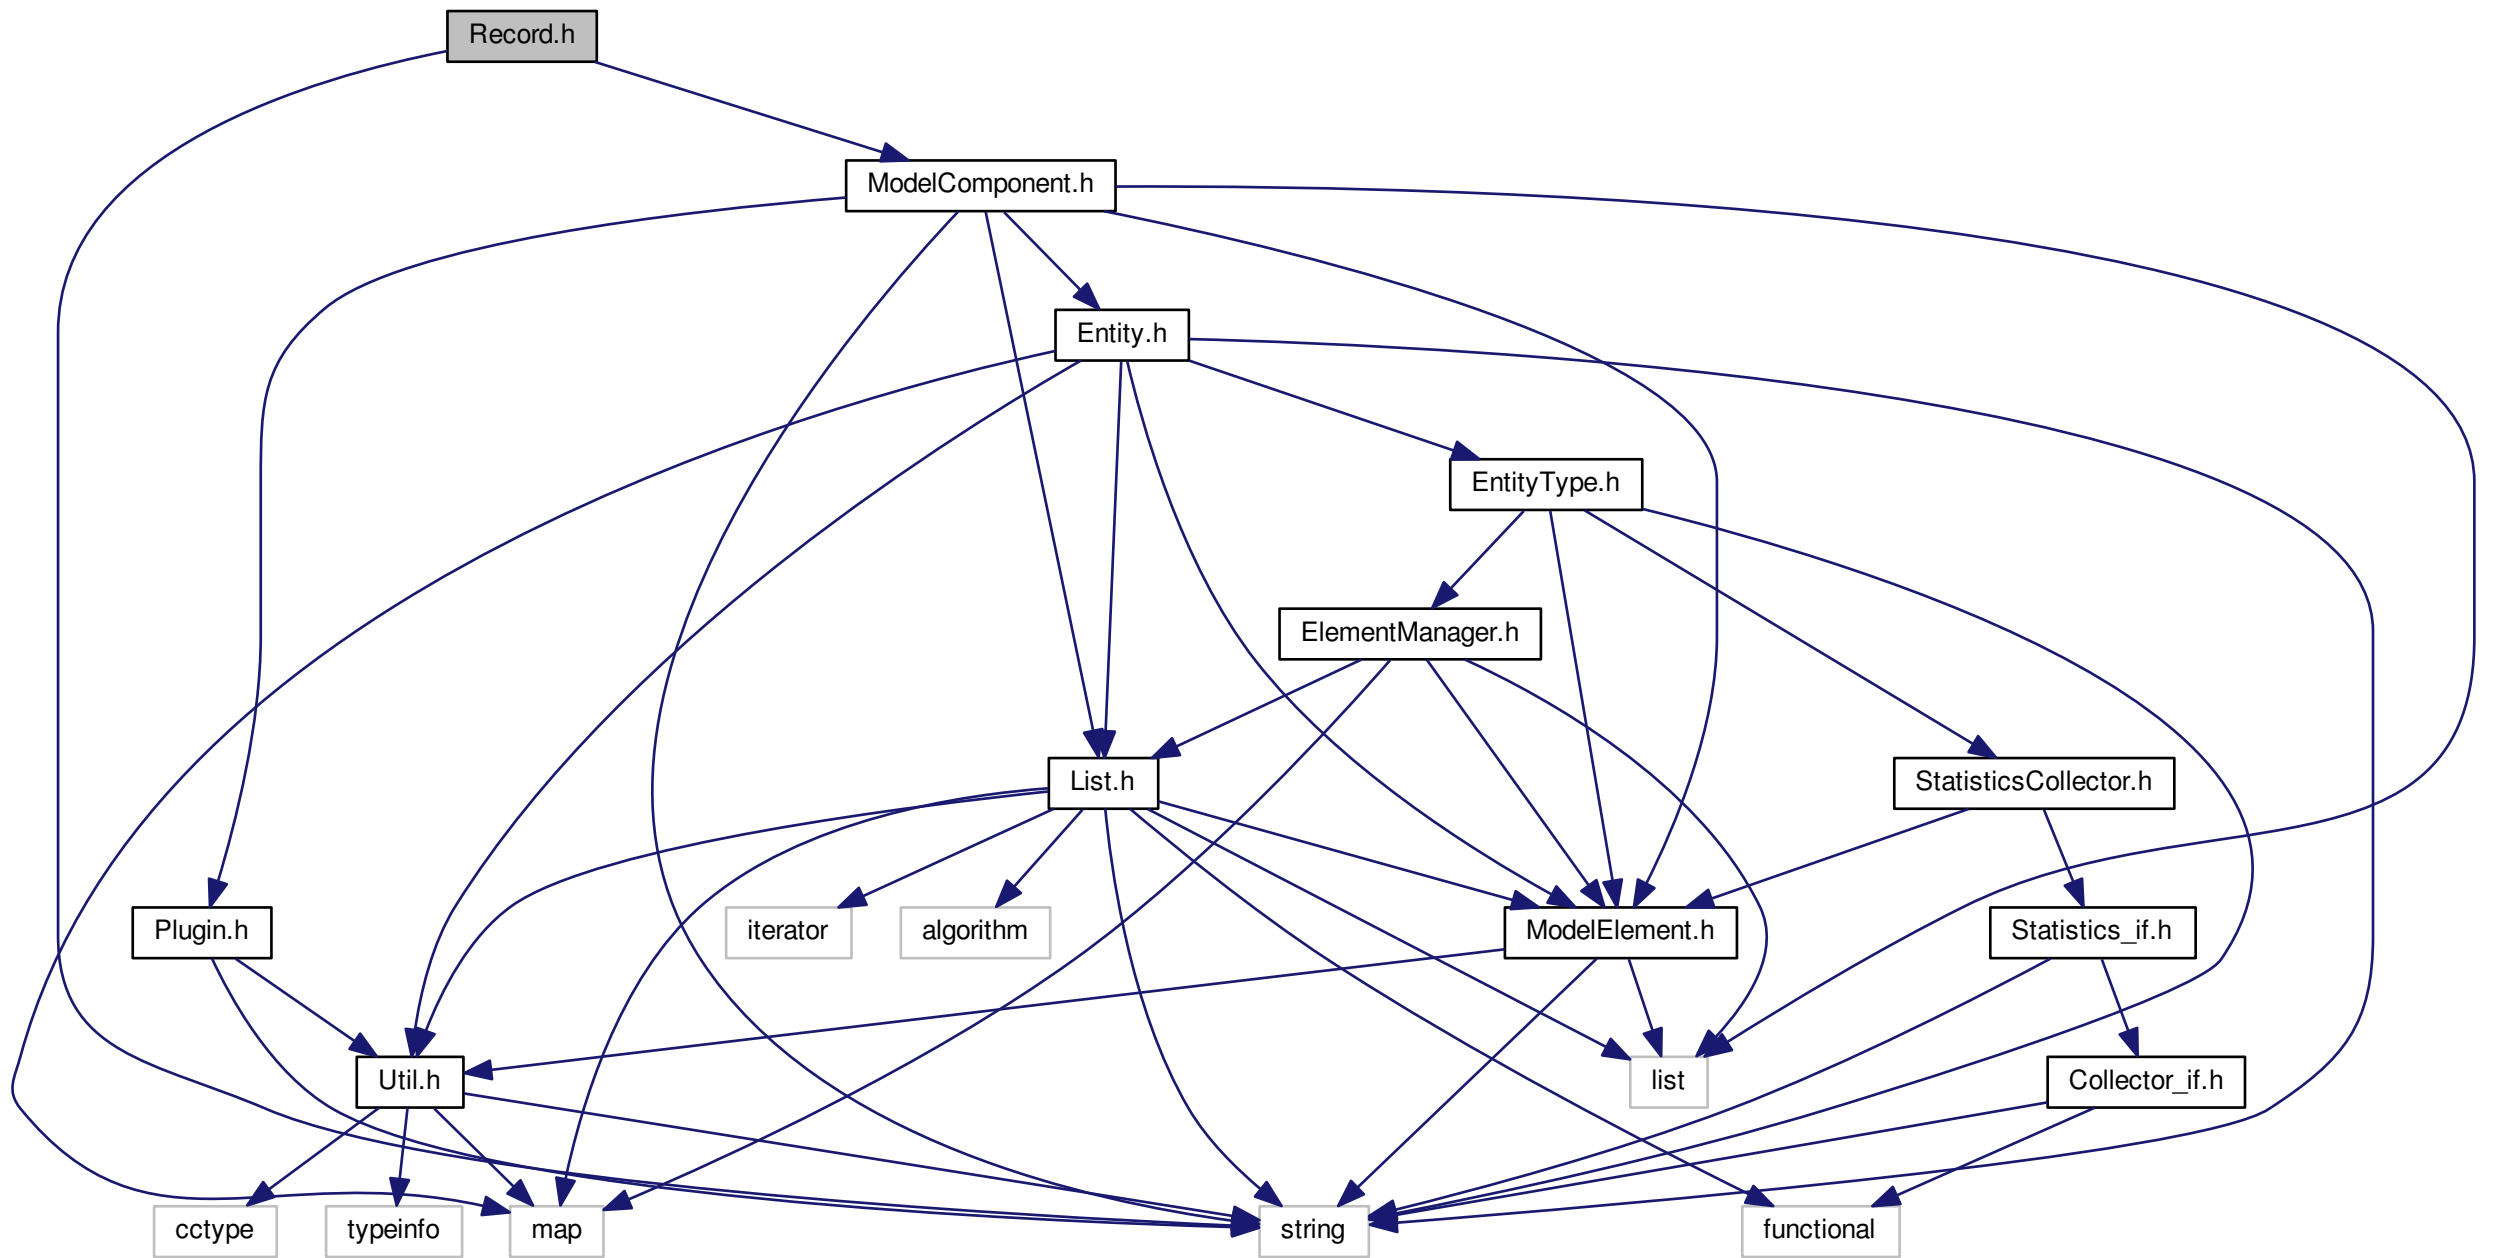 Record.h
ModelComponent.h
Entity.h
EntityType.h
ElementManager.h
List.h
StatisticsCollector.h
Plugin.h
iterator
algorithm
ModelElement.h
Statistics_if.h
Util.h
list
Collector_if.h
cctype
typeinfo
map
string
functional